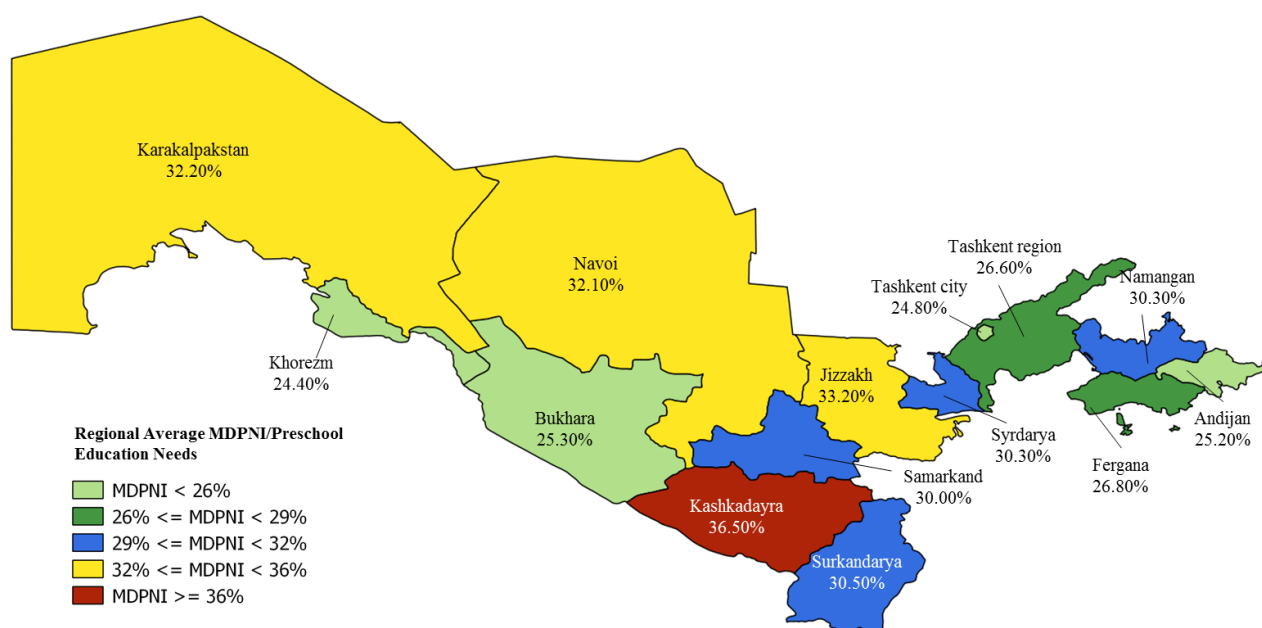 Karakalpakstan
32.20%
Navoi
32.10%
Tashkent region
26.60%
Tashkent city
24.80%
Namangan
30.30%
Khorezm
24.40%
Jizzakh
33.20%
Bukhara
25.30%
Andijan
25.20%
Syrdarya
30.30%
Fergana
26.80%
Samarkand
30.00%
Kashkadayra
36.50%
Surkandarya
30.50%
Regional Average MDPNI/Preschool
Education Needs
MDPNI < 26%
26% <= MDPNI < 29%
29% <= MDPNI < 32%
32% <= MDPNI < 36%
MDPNI >= 36%